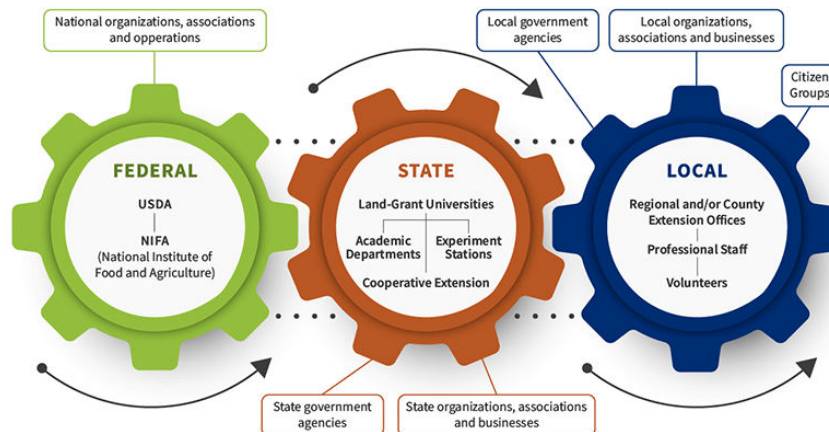 National organizations, associations
and opperations
Local government
agencies
Local organizations,
associations and businesses
Citizen
Groups
FEDERAL
USDA
NIFA
(National Institute of
Food and Agriculture)
STATE
Land-Grant Universities
Academic
Departments
Experiment
Stations
Cooperative Extension
LOCAL
Regional and/or County
Extension Offices
Professional Staff
Volunteers
State government
agencies
State organizations, associations
and businesses